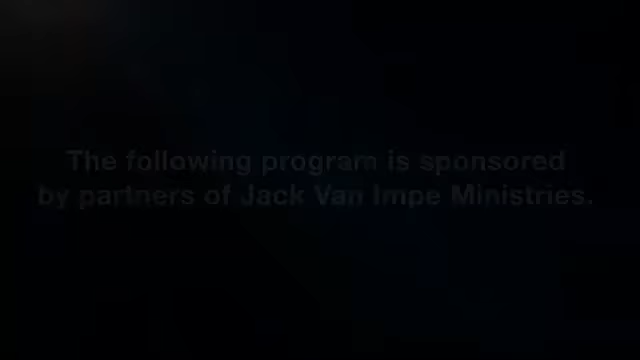 The following program is sponsored
by partners of Jack Van Impe Ministries.